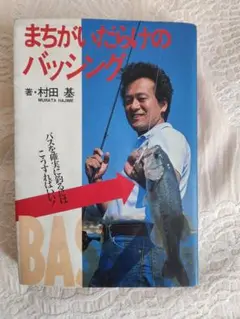 まちがいだらけの
バッシング
著・村田 基
MURATA HAJIME
バスを確実に釣るには
こうすればいい!
BAS